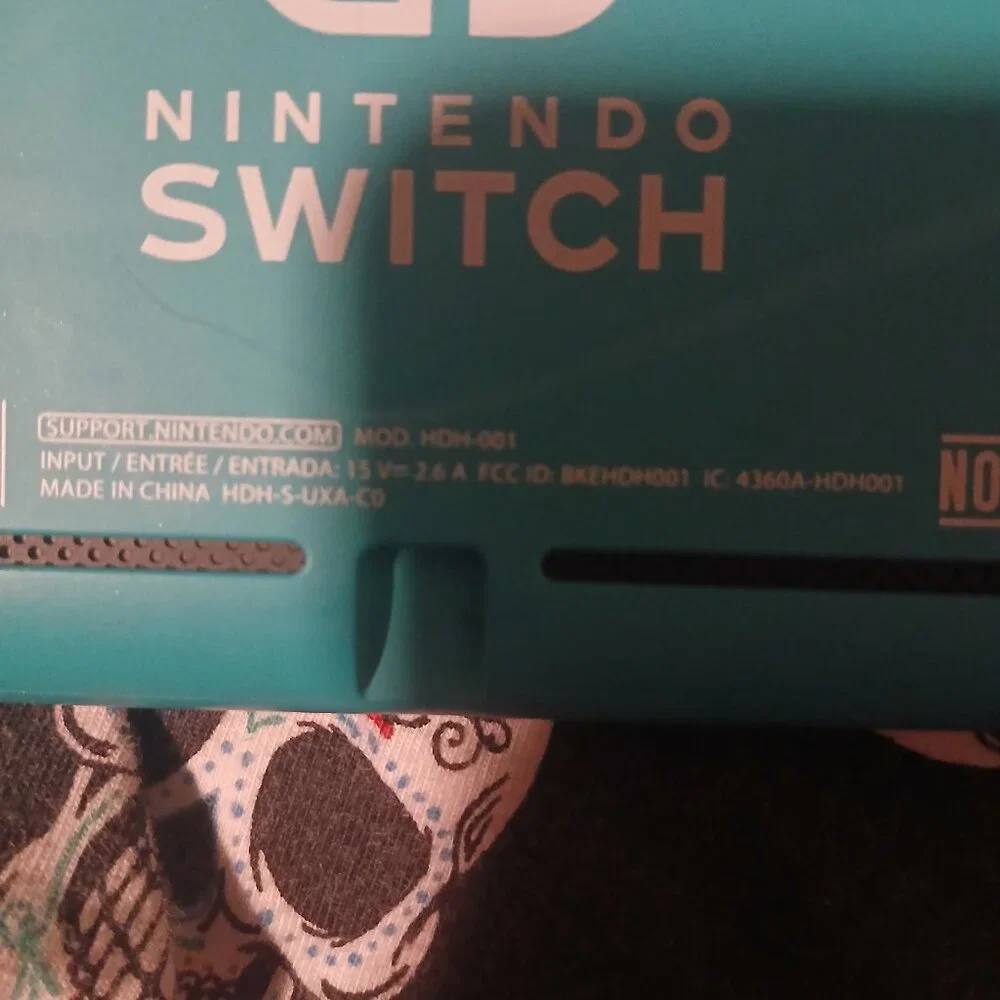 NINTENDO
SWITCH
SUPPORT.NINTENDO.COM MOD. HDH-001
INPUT / ENTRÉE / ENTRADA: 15 V⎓ 2.6 A FCC ID: BKEHDH001 IC: 4360A-HDH001
MADE IN CHINA HDH-S-UXA-C0
NO